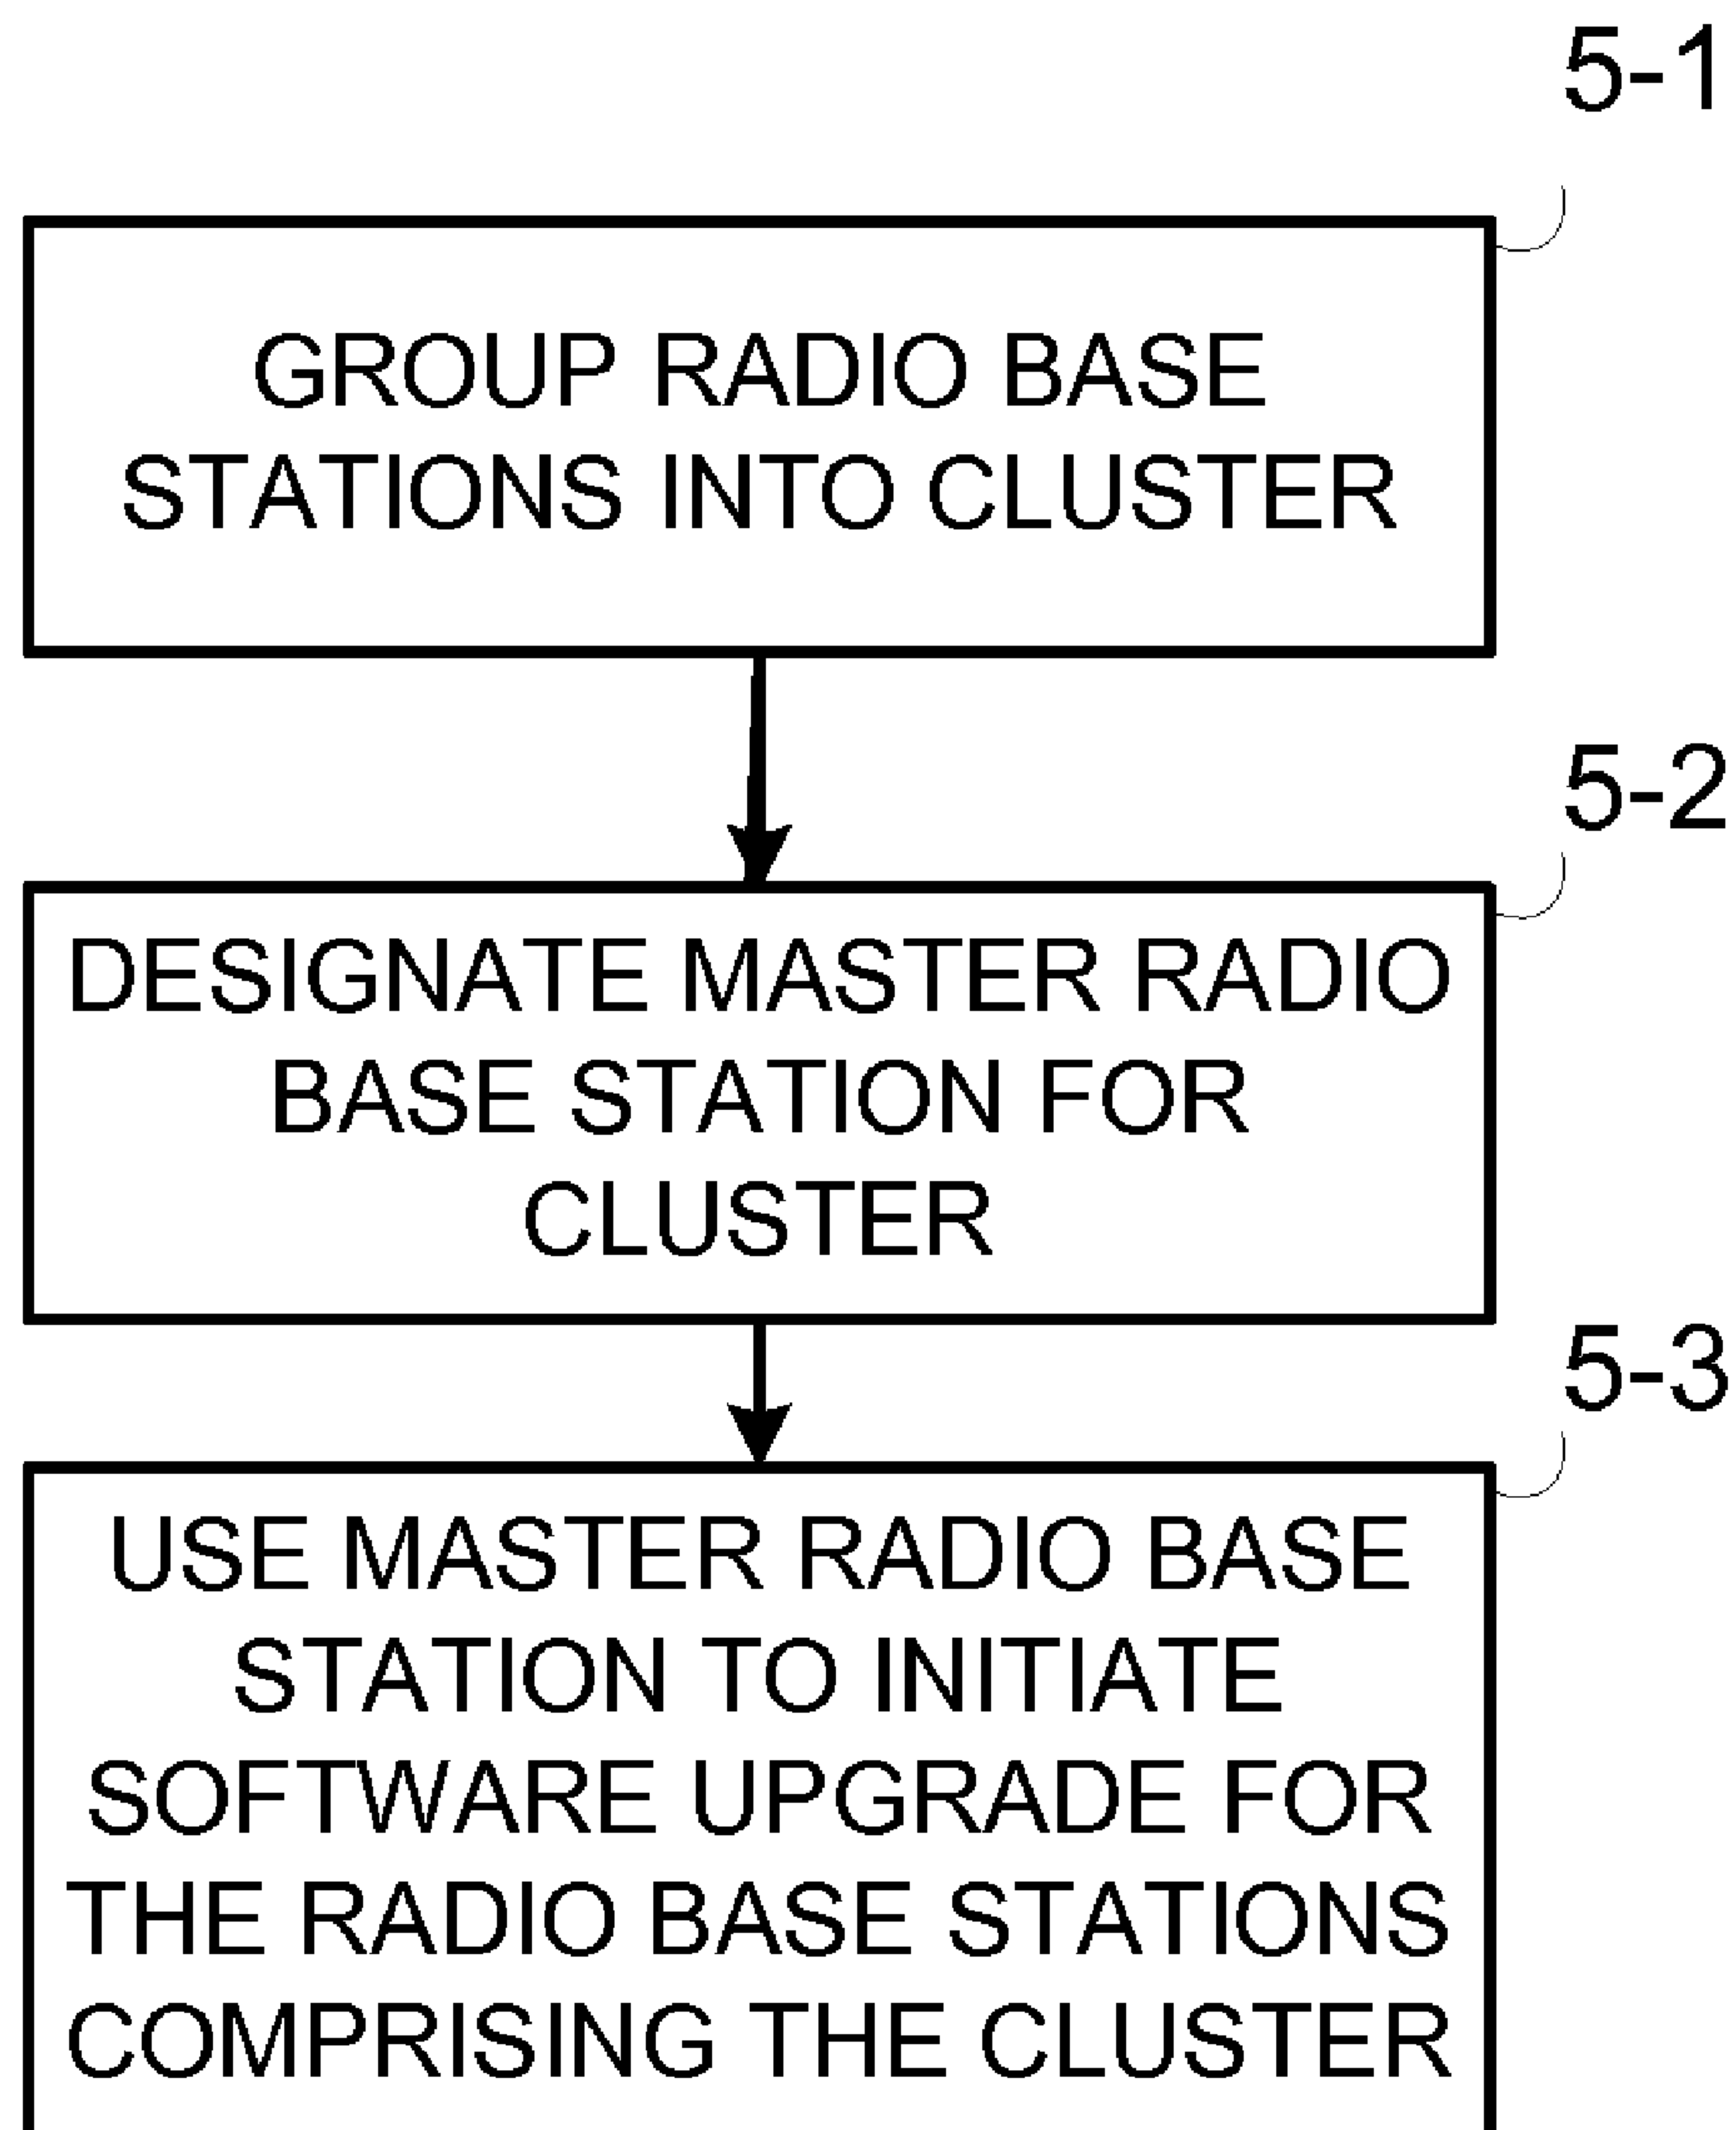 5-1
GROUP RADIO BASE
STATIONS INTO CLUSTER
5-2
DESIGNATE MASTER RADIO
BASE STATION FOR
CLUSTER
5-3
USE MASTER RADIO BASE
STATION TO INITIATE
SOFTWARE UPGRADE FOR
THE RADIO BASE STATIONS
COMPRISING THE CLUSTER